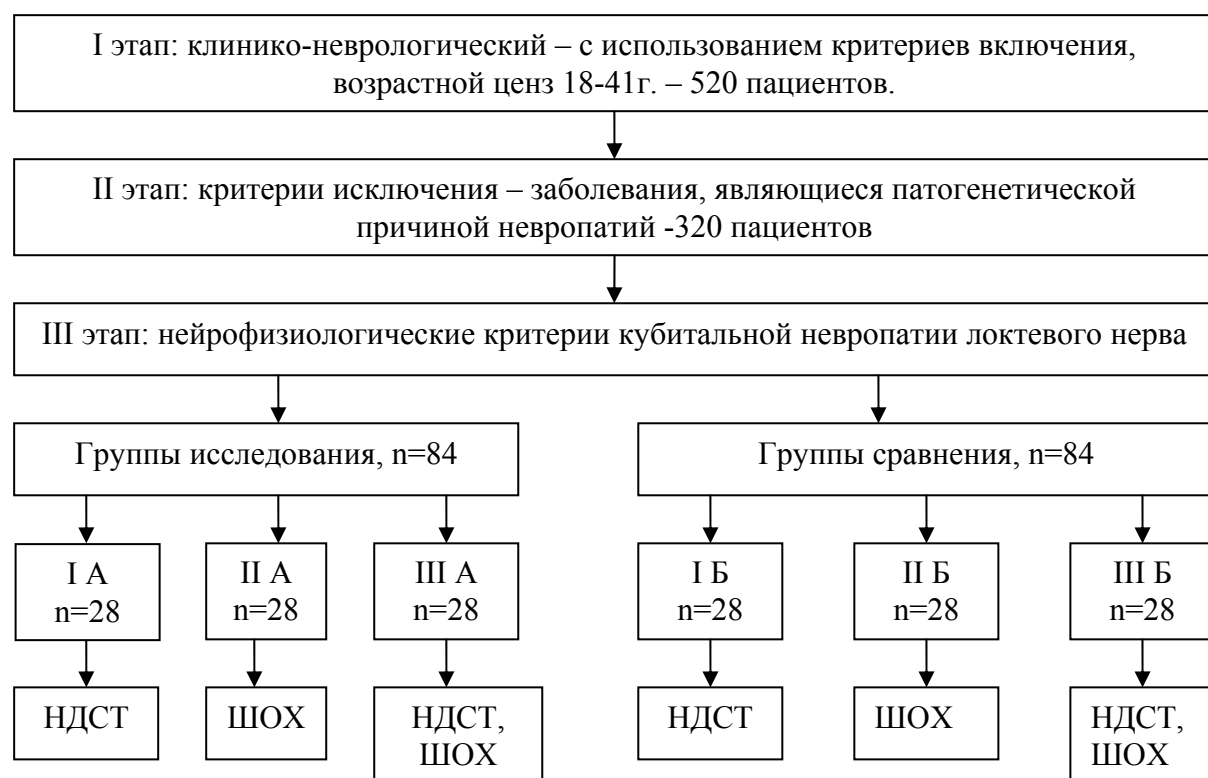 I этап: клинико-неврологический – с использованием критериев включения,
возрастной ценз 18-41г. – 520 пациентов.
II этап: критерии исключения – заболевания, являющиеся патогенетической
причиной невропатий -320 пациентов
III этап: нейрофизиологические критерии кубитальной невропатии локтевого нерва
Группы исследования, n=84
Группы сравнения, n=84
I А
n=28
II А
n=28
III А
n=28
I Б
n=28
II Б
n=28
III Б
n=28
НДСТ
ШОХ
НДСТ,
ШОХ
НДСТ
ШОХ
НДСТ,
ШОХ